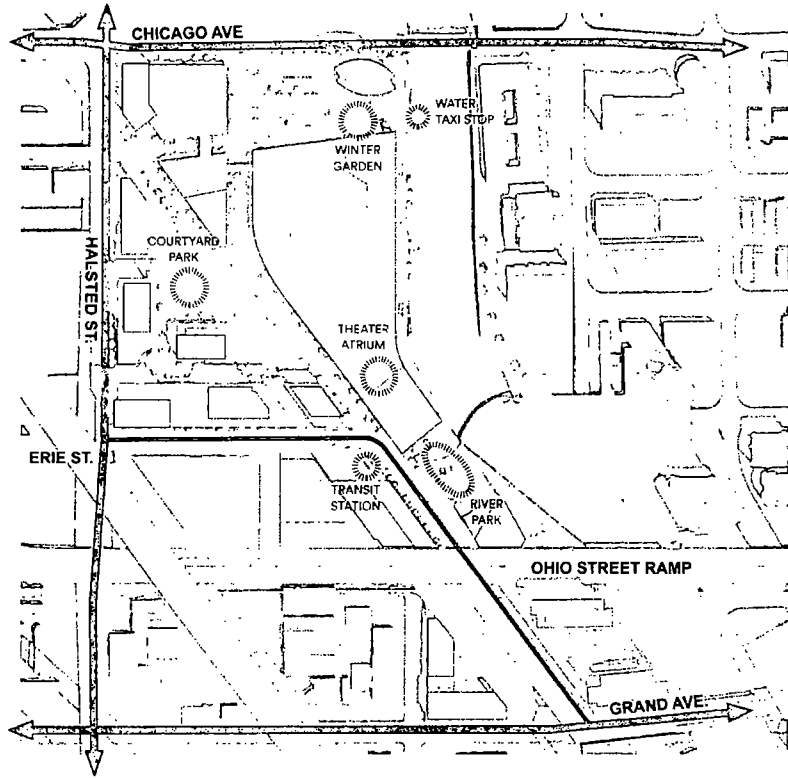 CHICAGO AVE
WATER
TAXI STOP
WINTER
GARDEN
HALSTED ST.
COURTYARD
PARK
THEATER
ATRIUM
ERIE ST.
TRANSIT
STATION
RIVER
PARK
OHIO STREET RAMP
GRAND AVE.